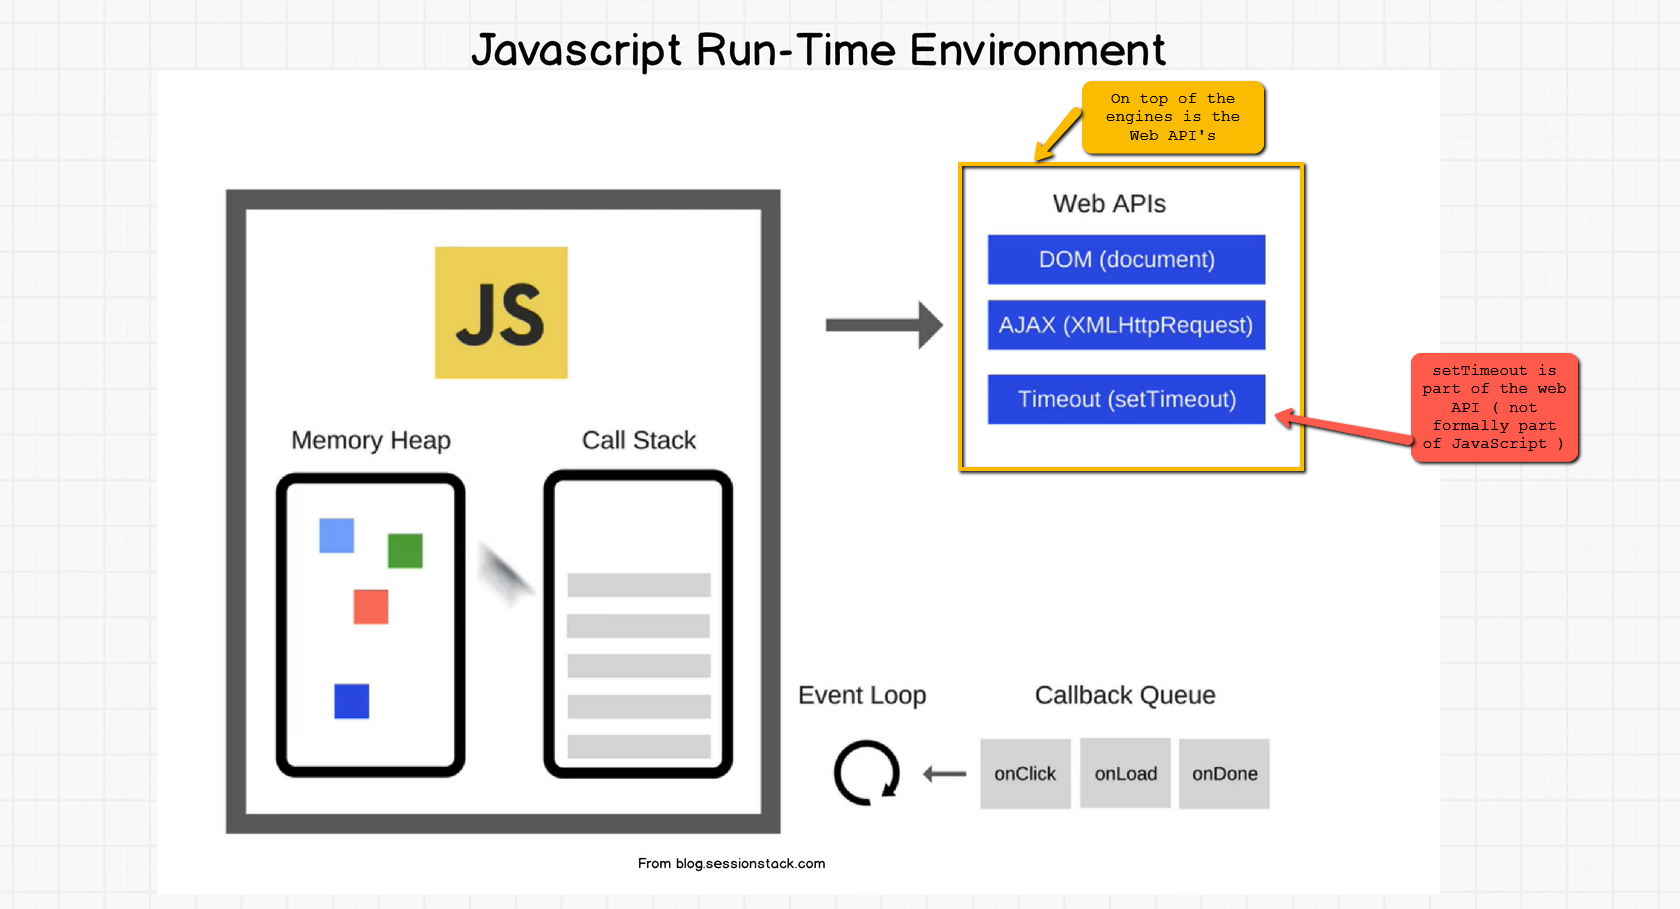 Javascript Run-Time Environment
On top of the
engines is the
Web API's
Web APIs
DOM (document)
AJAX (XMLHttpRequest)
Timeout (setTimeout)
setTimeout is
part of the web
API ( not
formally part
of JavaScript )
JS
Memory Heap
Call Stack
Event Loop
Callback Queue
onClick
onLoad
onDone
From blog.sessionstack.com